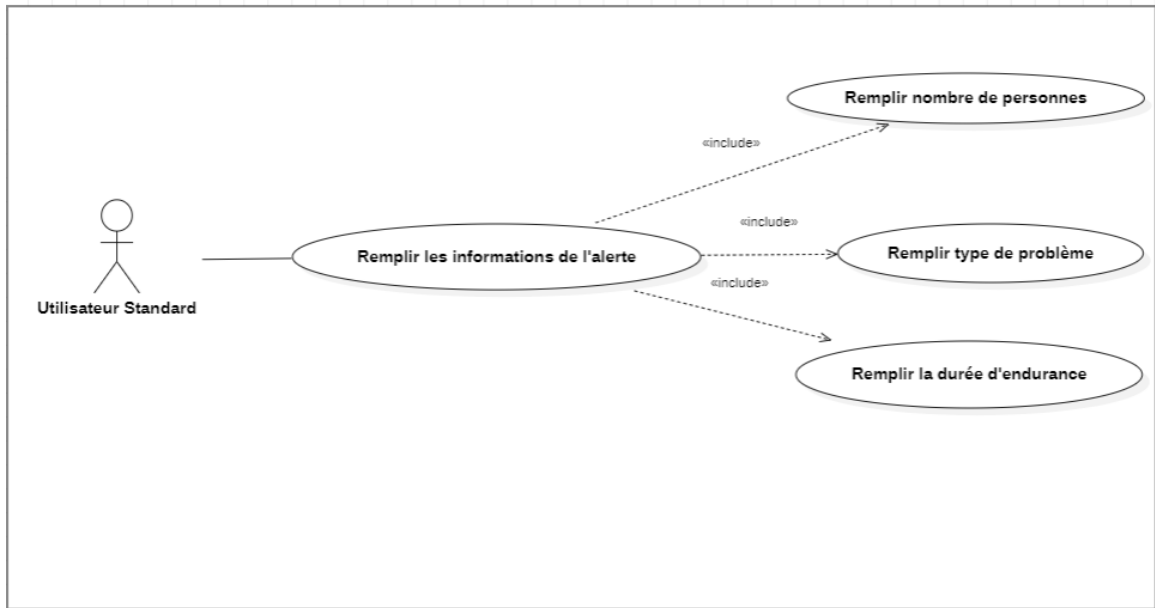 Remplir nombre de personnes
«include»
«include»
Remplir les informations de l'alerte
Remplir type de problème
«include»
Utilisateur Standard
Remplir la durée d'endurance